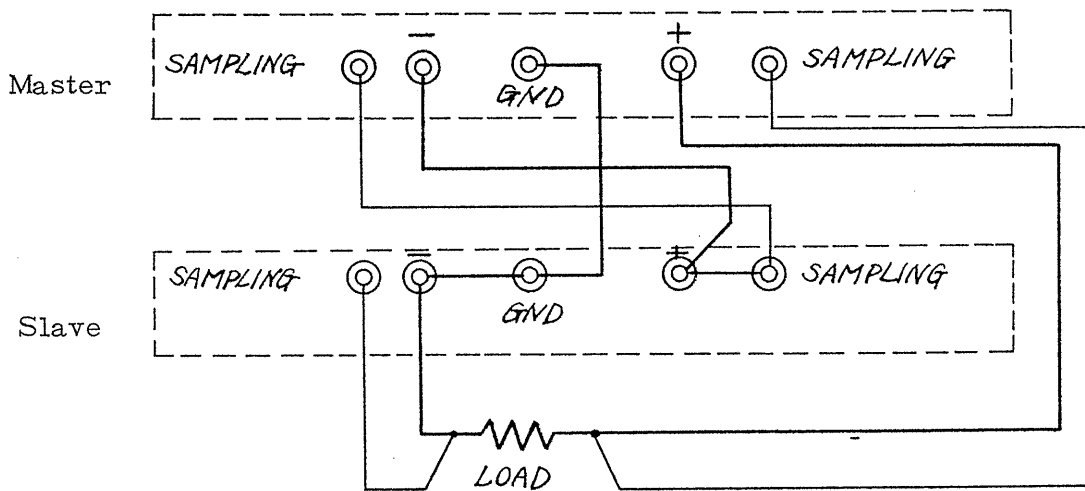 − +
SAMPLING SAMPLING
Master
GND
− +
SAMPLING SAMPLING
GND
Slave
LOAD